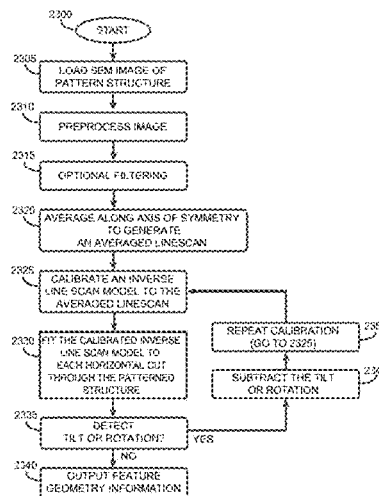 2300
START
2305
LOAD SEM IMAGE OF
PATTERN STRUCTURE
2310
PREPROCESS IMAGE
2315
OPTIONAL FILTERING
2320
AVERAGE ALONG AXIS OF SYMMETRY
TO GENERATE
AN AVERAGED LINESCAN
2325
CALIBRATE AN INVERSE
LINE SCAN MODEL TO THE
AVERAGED LINESCAN
2330
FIT THE CALIBRATED INVERSE
LINE SCAN MODEL TO
EACH HORIZONTAL CUT
THROUGH THE PATTERNED
STRUCTURE
REPEAT CALIBRATION
(GO TO 2325)
SUBTRACT THE TILT
OR ROTATION
2335
DETECT
TILT OR ROTATION?
YES
NO
2340
OUTPUT FEATURE
GEOMETRY INFORMATION